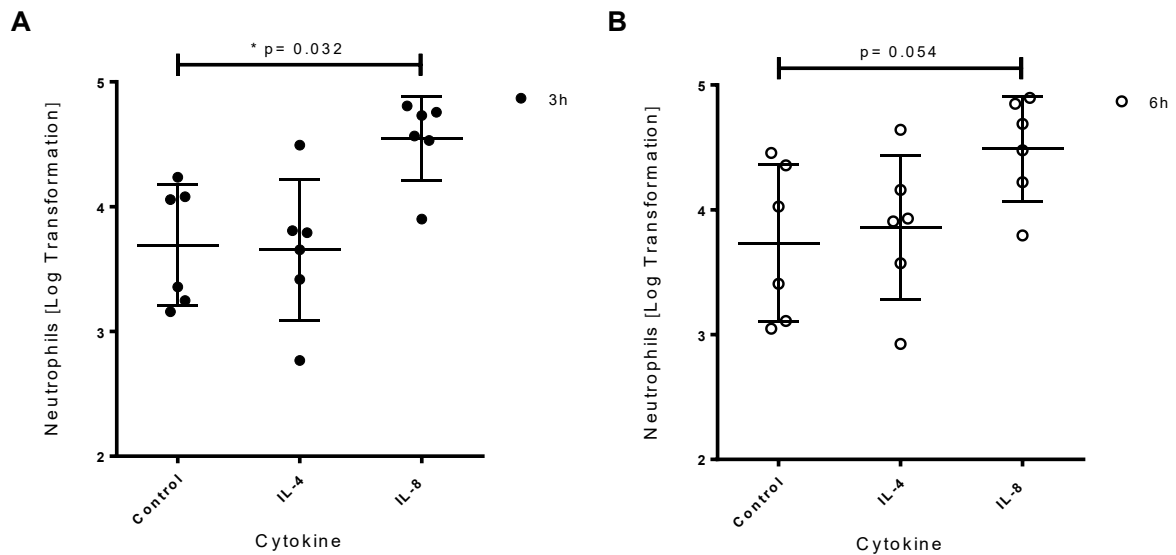 A
* p= 0.032
3h
Neutrophils [Log Transformation]
5
4
3
2
Control
IL-4
IL-8
Cytokine
B
p= 0.054
6h
Neutrophils [Log Transformation]
5
4
3
2
Control
IL-4
IL-8
Cytokine